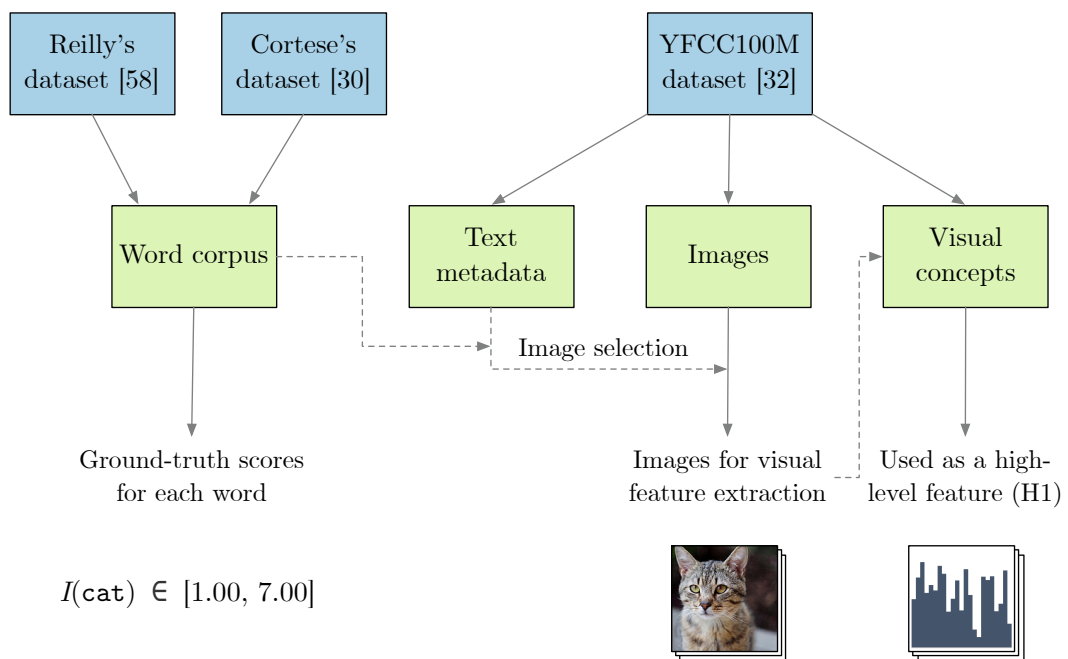 Reilly's
dataset [58]
Cortese's
dataset [30]
YFCC100M
dataset [32]
Word corpus
Text
metadata
Images
Visual
concepts
Image selection
Ground-truth scores
for each word
Images for visual
feature extraction
Used as a high-
level feature (H1)
I(cat) ∈ [1.00, 7.00]